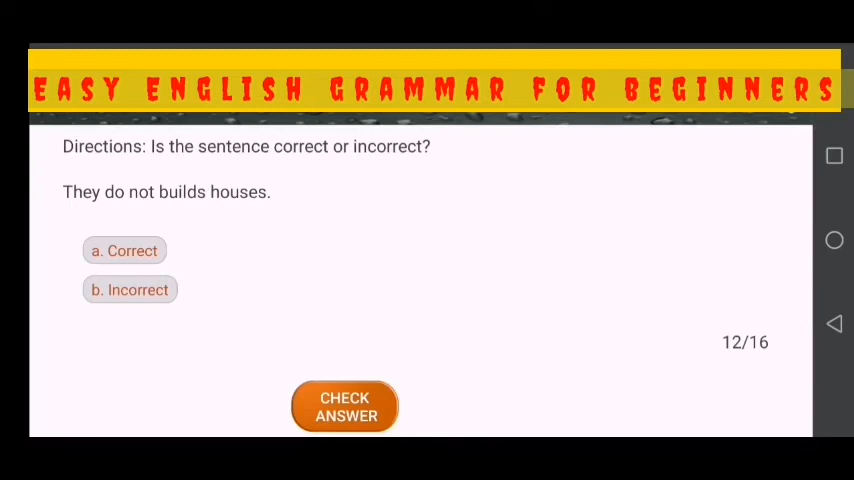 EASY ENGLISH GRAMMAR FOR BEGINNERS
Directions: Is the sentence correct or incorrect?
They do not builds houses.
a. Correct
b. Incorrect
12/16
CHECK
ANSWER